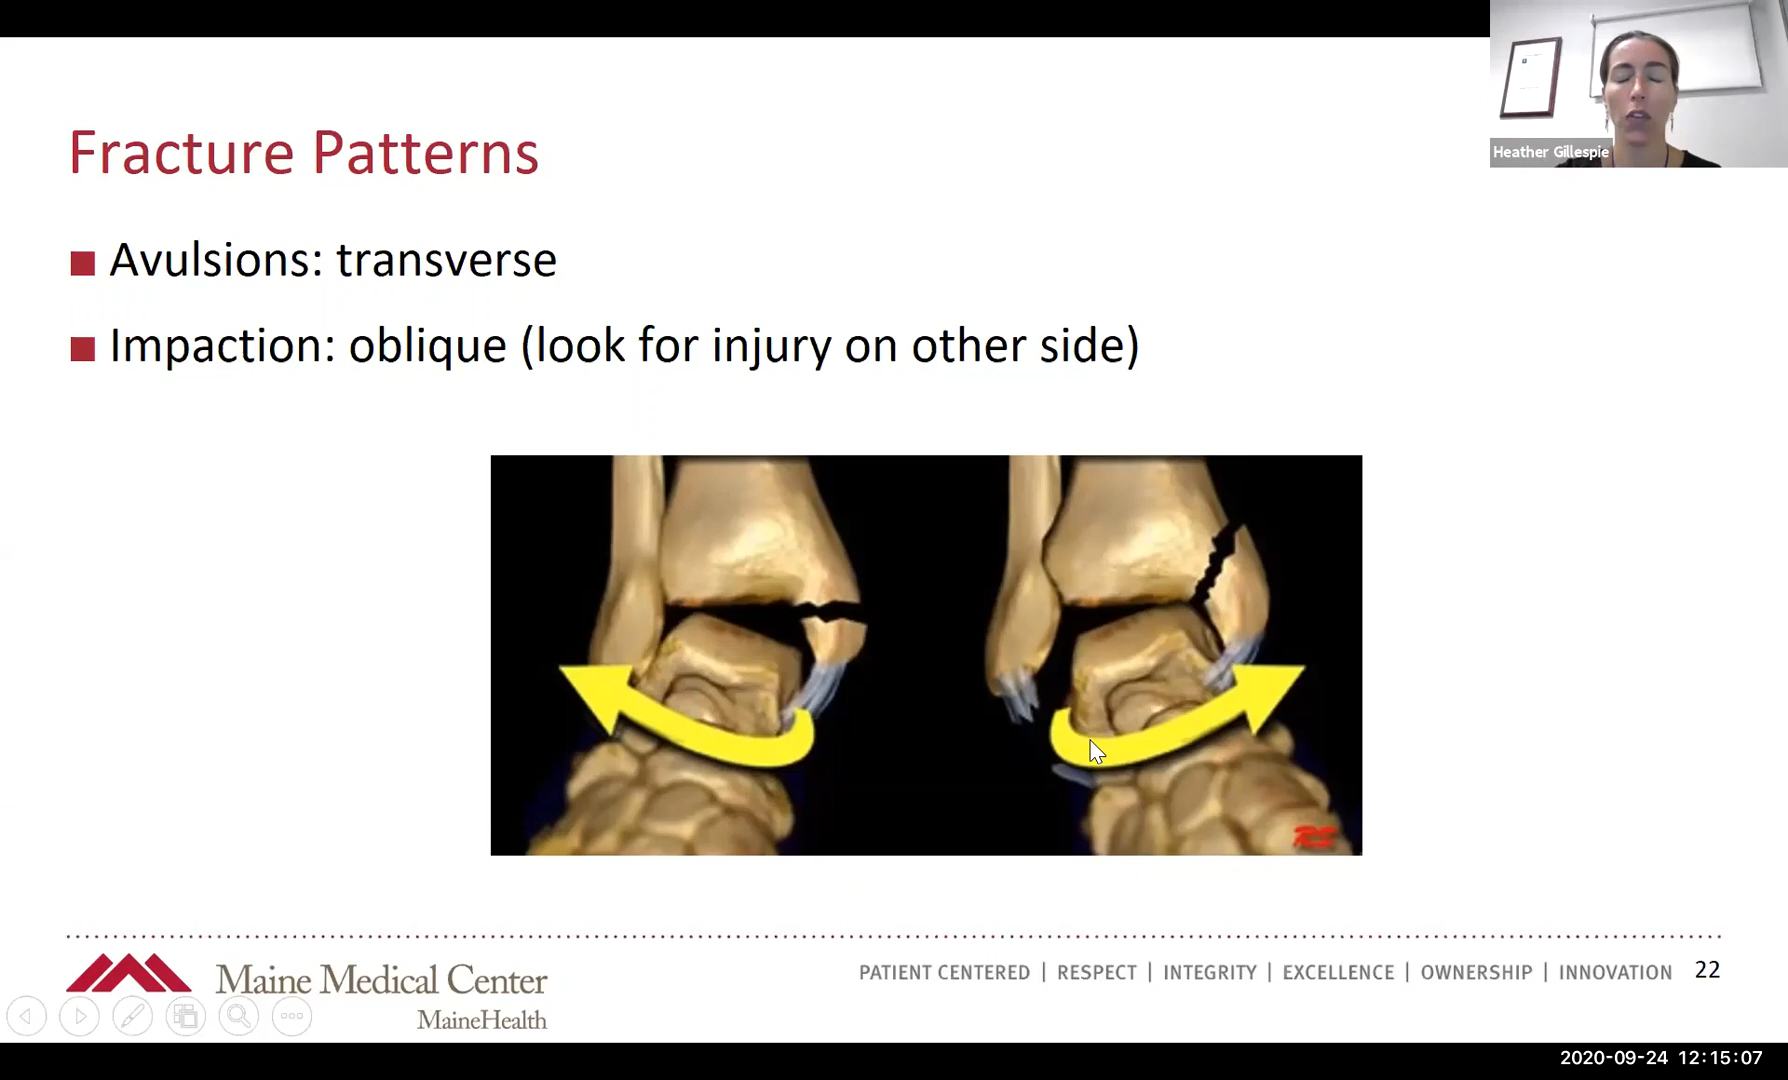 Heather Gillespie
Fracture Patterns
Avulsions: transverse
Impaction: oblique (look for injury on other side)
RS
Maine Medical Center
MaineHealth
PATIENT CENTERED | RESPECT | INTEGRITY | EXCELLENCE | OWNERSHIP | INNOVATION 22
2020-09-24 12:15:07